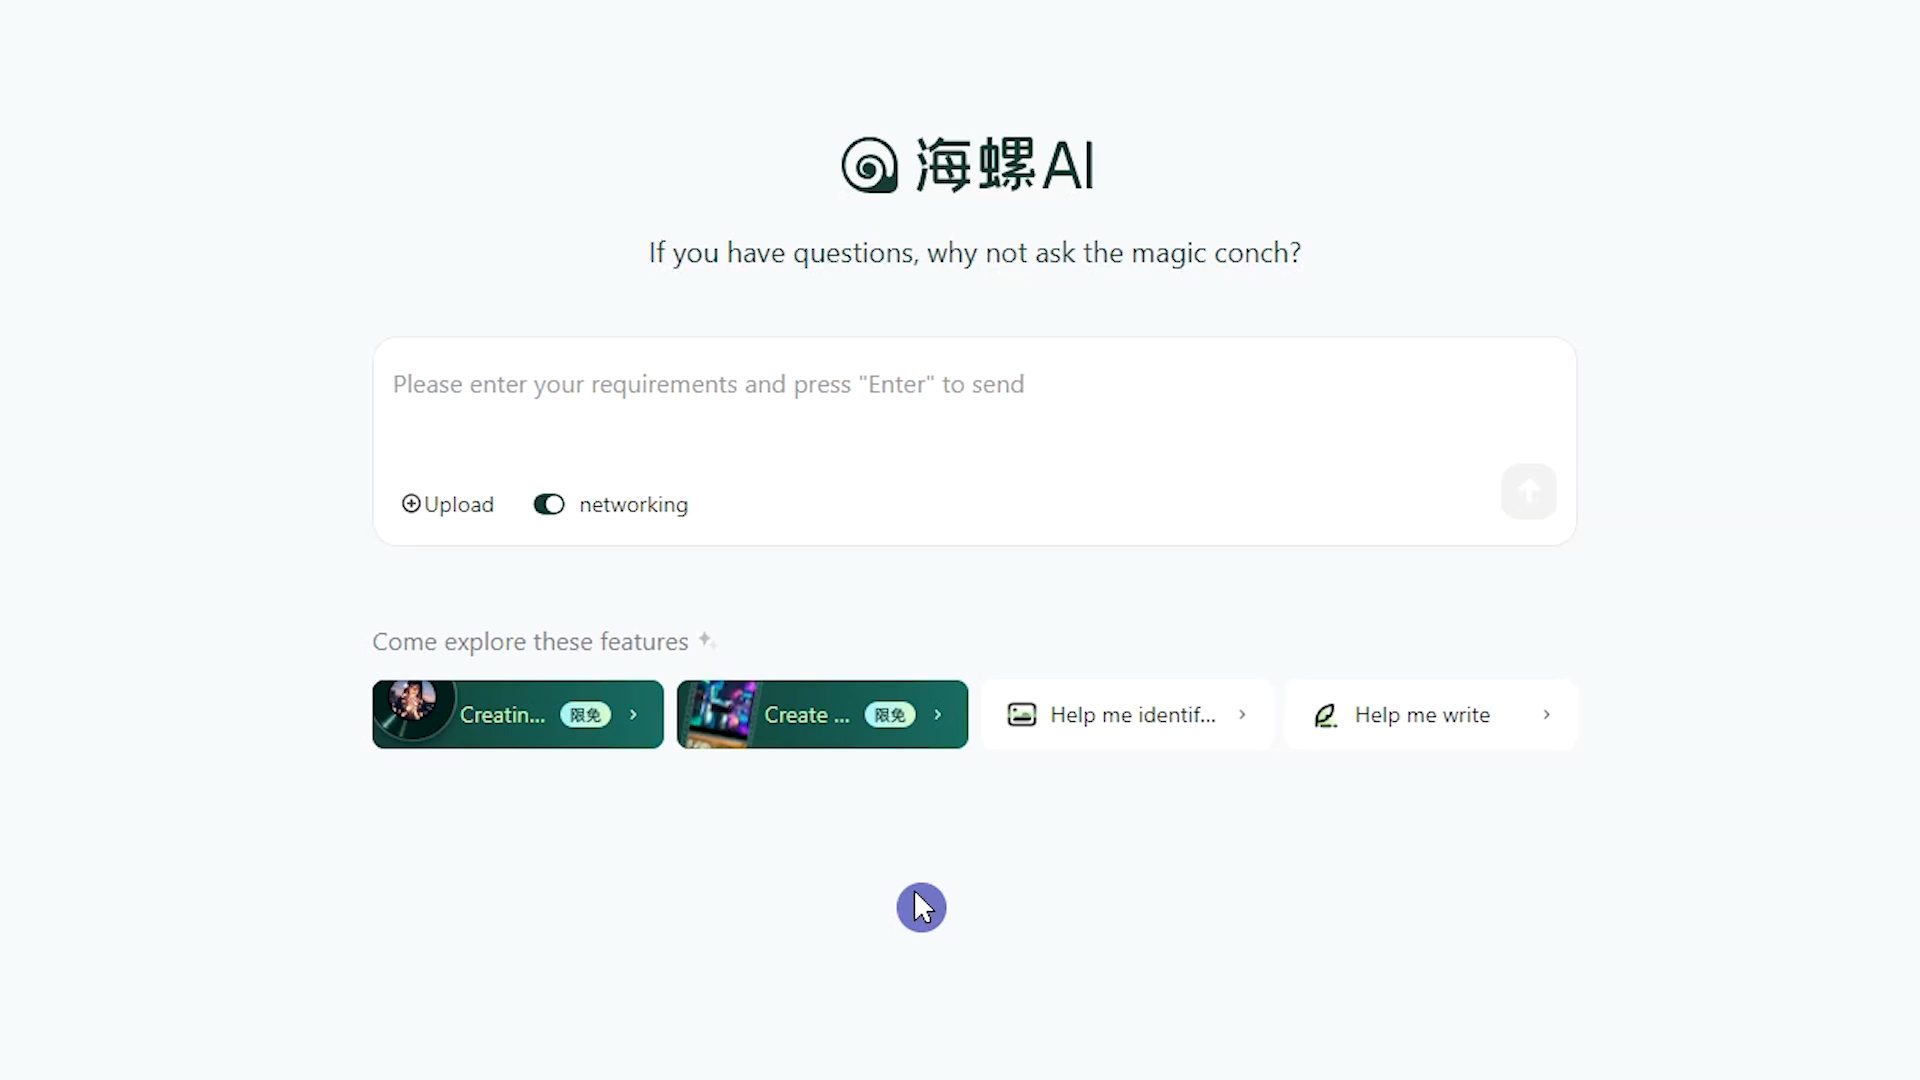 海螺AI
If you have questions, why not ask the magic conch?
Please enter your requirements and press "Enter" to send
Upload networking
Come explore these features
Creatin... 限免
Create ... 限免
Help me identif...
Help me write